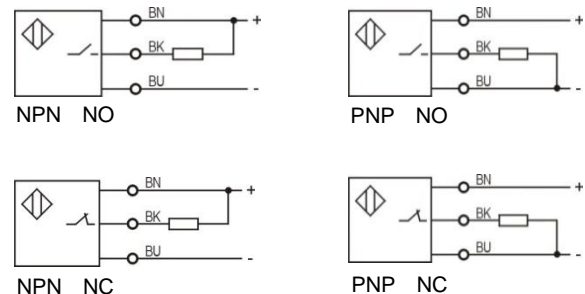 BN +
BK
BU -
NPN NO
BN +
BK
BU -
PNP NO
BN +
BK
BU -
NPN NC
BN +
BK
BU -
PNP NC